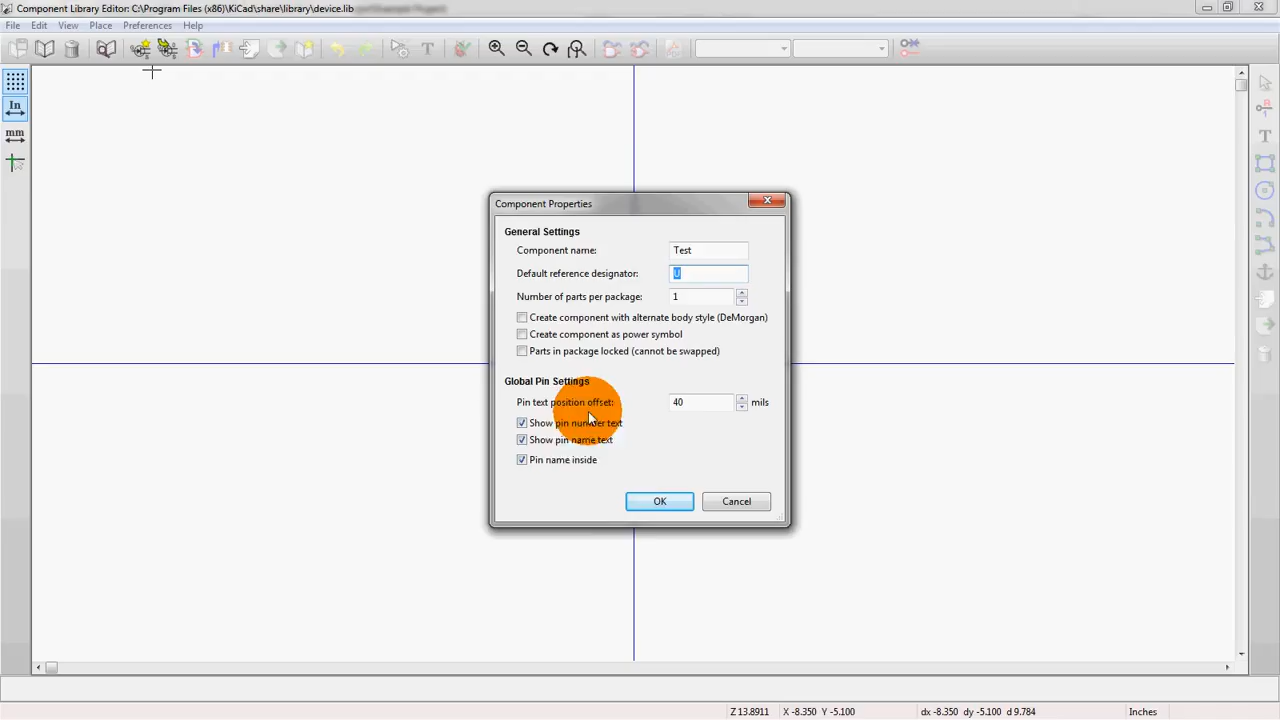 Component Library Editor: C:\Program Files (x86)\KiCad\share\library\device.lib
File Edit View Place Preferences Help
In
mm
Component Properties
General Settings
Component name: Test
Default reference designator: U
Number of parts per package: 1
Create component with alternate body style (DeMorgan)
Create component as power symbol
Parts in package locked (cannot be swapped)
Global Pin Settings
Pin text position offset: 40 mils
Show pin number text
Show pin name text
Pin name inside
OK Cancel
Z 13.8911 X -8.350 Y -5.100 dx -8.350 dy -5.100 d 9.784 Inches